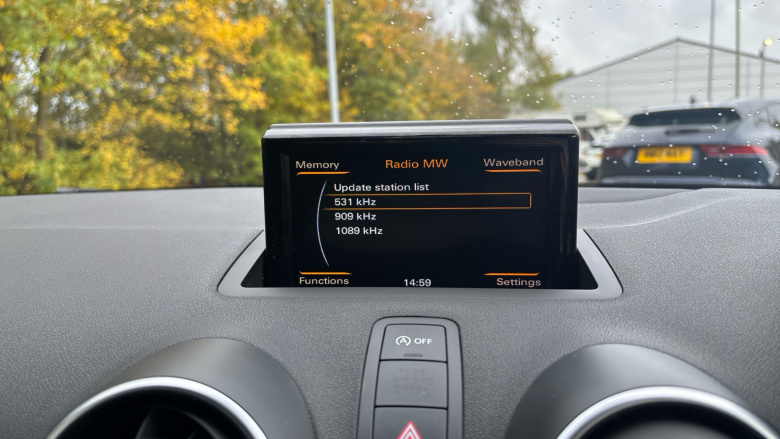 Memory Radio MW Waveband
Update station list
531 kHz
909 kHz
1089 kHz
Functions 14:59 Settings
A OFF